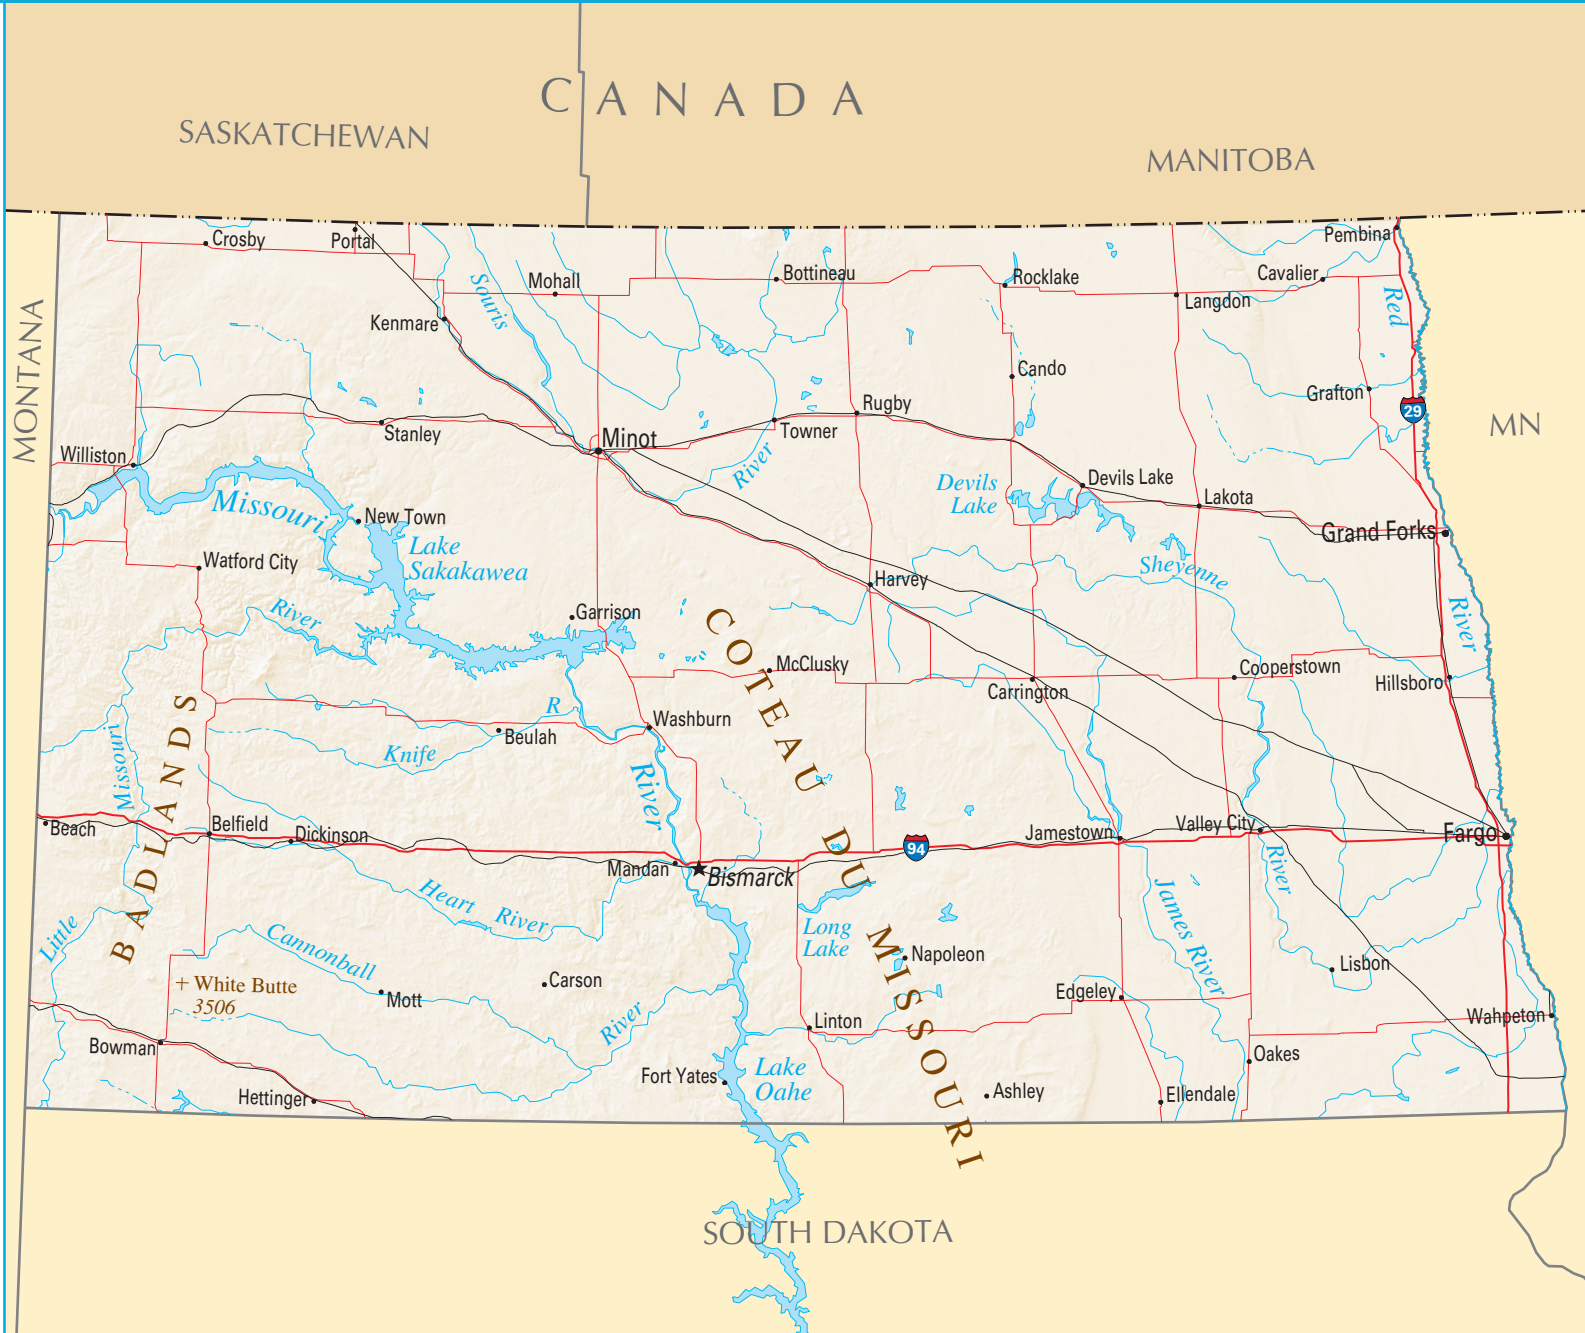 CANADA
SASKATCHEWAN
MANITOBA
MONTANA
MN
SOUTH DAKOTA
Crosby
Portal
Pembina
Mohall
Bottineau
Rocklake
Cavalier
Langdon
Souris
Red
Kenmare
Cando
Grafton
29
Rugby
Stanley
Minot
Towner
Williston
River
Devils Lake
Devils
Lake
Lakota
Missouri
New Town
Grand Forks
Lake
Sakakawea
Watford City
Sheyenne
Harvey
River
Garrison
River
COTEAU DU MISSOURI
McClusky
Cooperstown
Hillsboro
Carrington
R
Washburn
Beulah
Knife
Missouri
BADLANDS
River
Beach
Belfield
Dickinson
94
Jamestown
Valley City
Fargo
Mandan
Bismarck
River
Heart River
James River
Little
Cannonball
Long
Lake
Napoleon
Lisbon
White Butte
3506
Mott
Carson
Edgeley
River
Linton
Wahpeton
Bowman
Oakes
Fort Yates
Lake
Oahe
Hettinger
Ashley
Ellendale